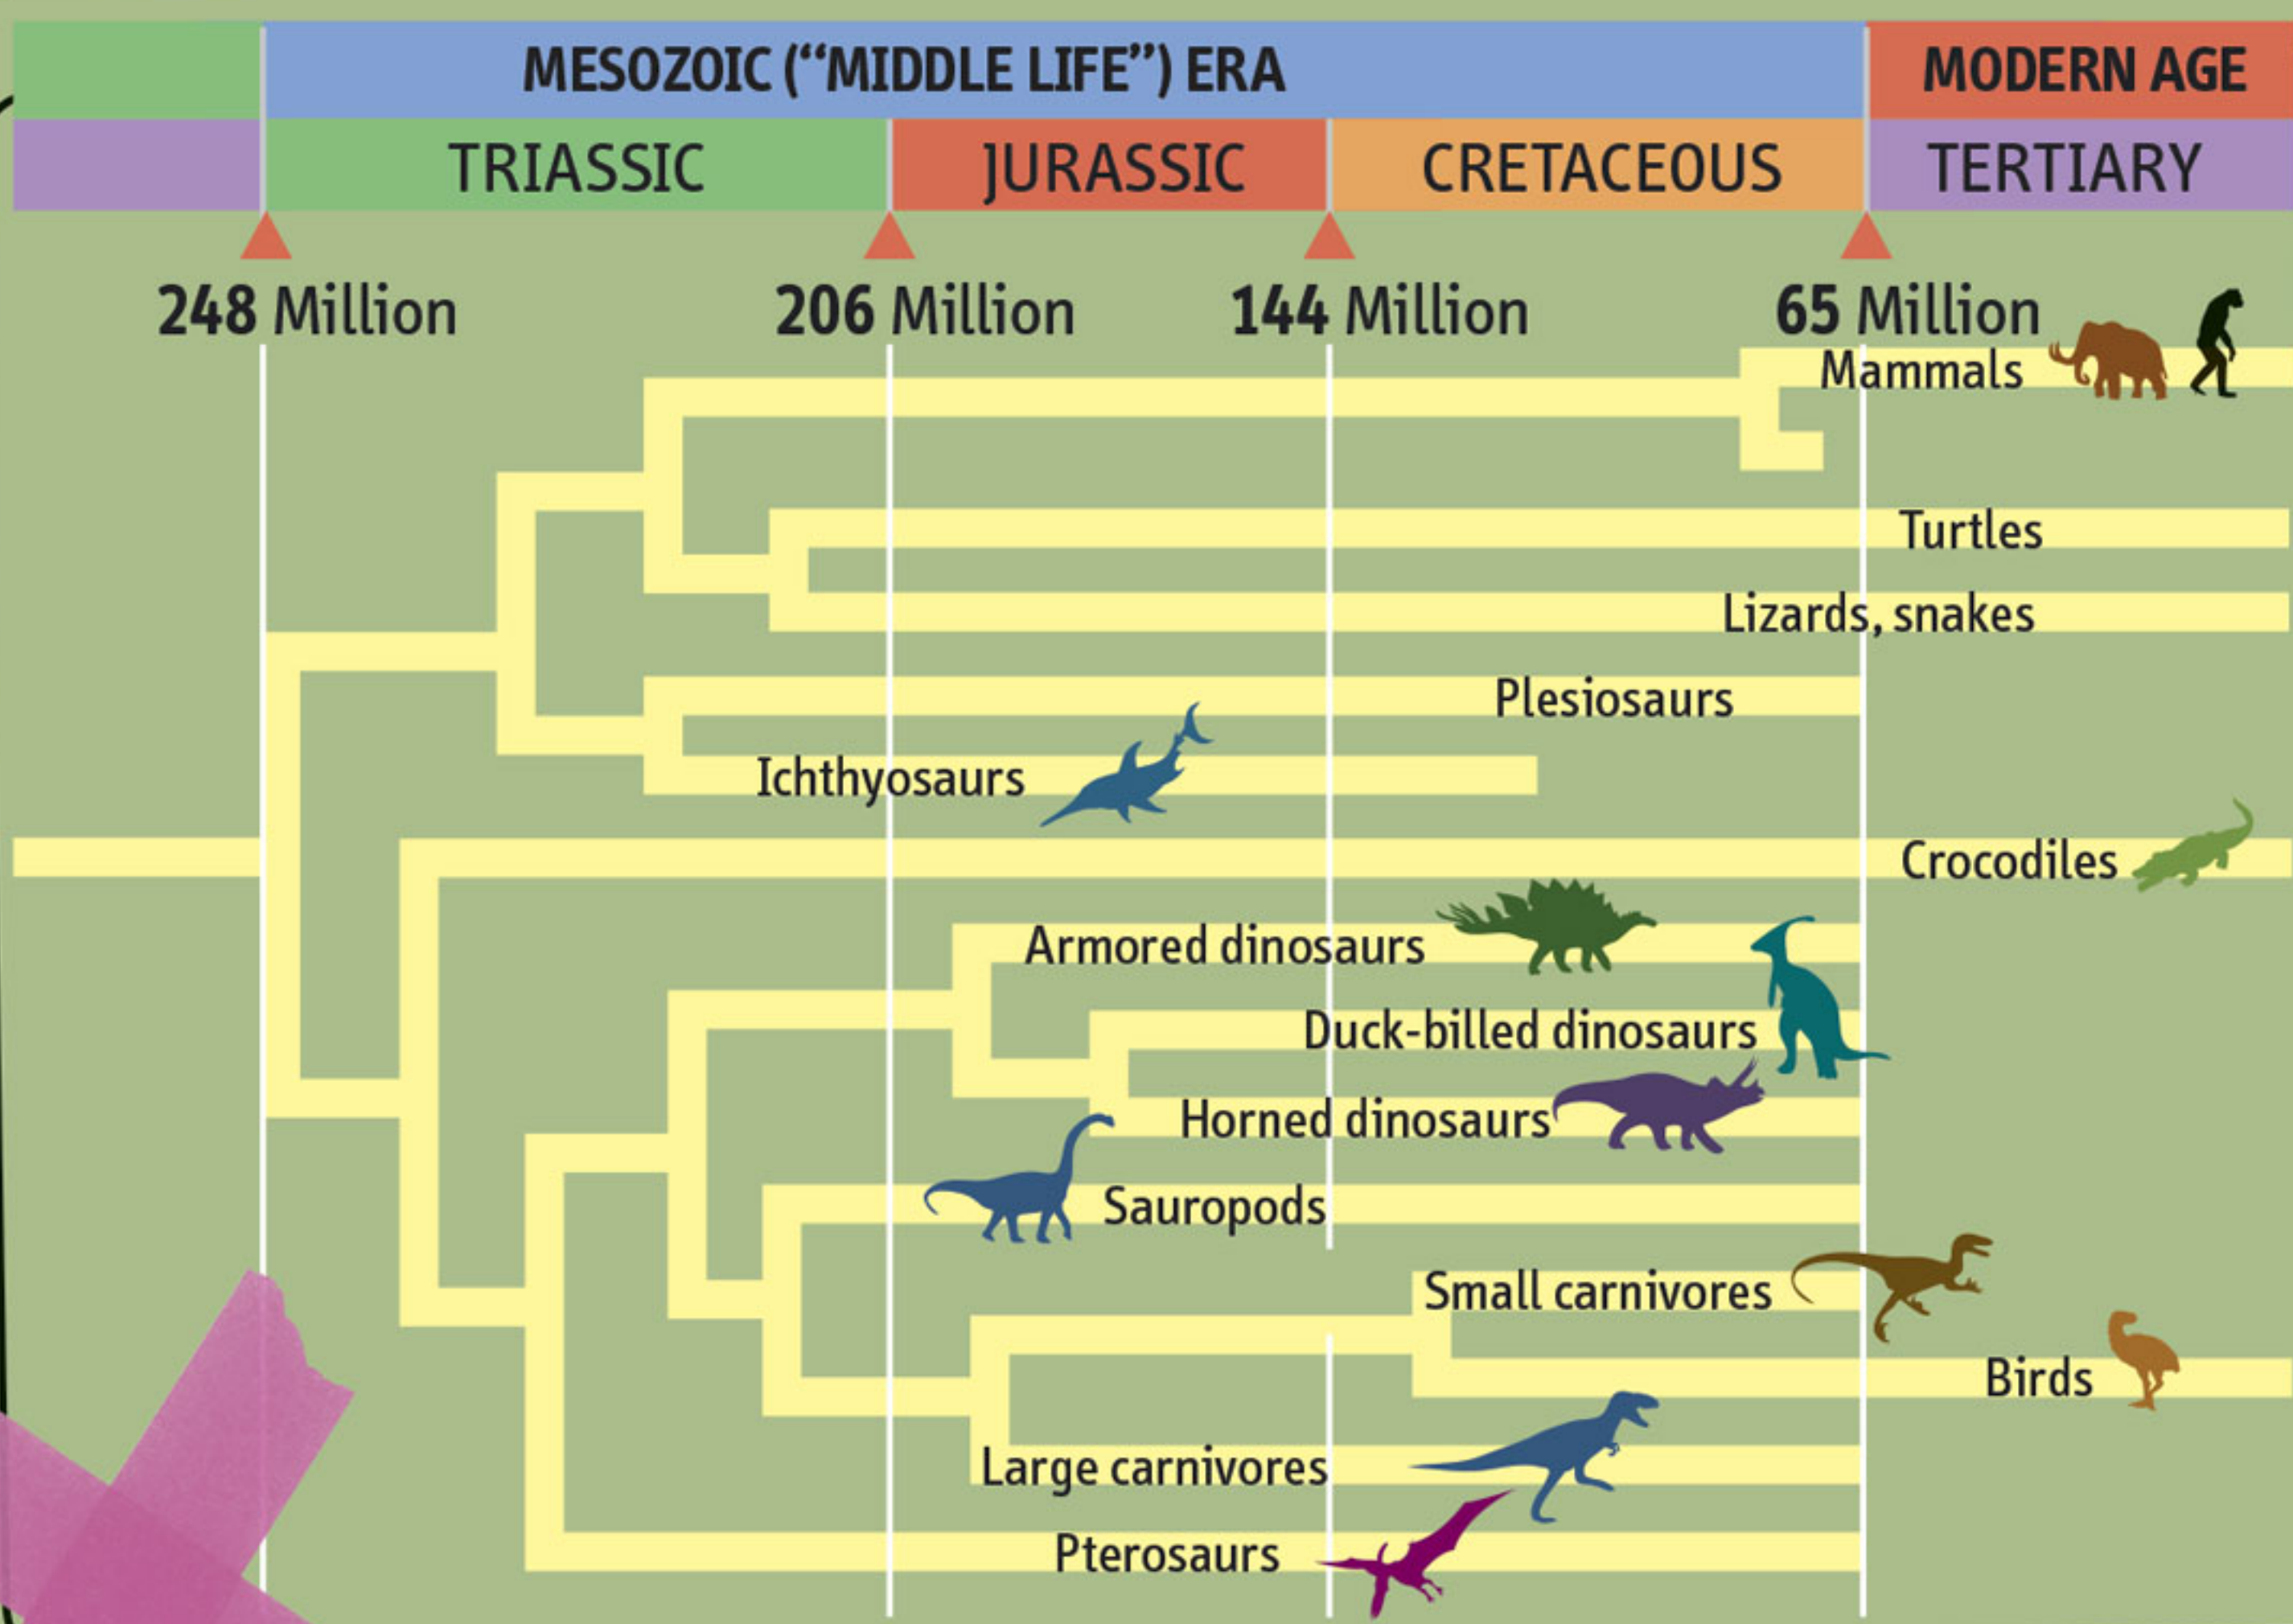 MESOZOIC (“MIDDLE LIFE”) ERA
MODERN AGE
TRIASSIC
JURASSIC
CRETACEOUS
TERTIARY
248 Million
206 Million
144 Million
65 Million
Mammals
Turtles
Lizards, snakes
Plesiosaurs
Ichthyosaurs
Crocodiles
Armored dinosaurs
Duck-billed dinosaurs
Horned dinosaurs
Sauropods
Small carnivores
Birds
Large carnivores
Pterosaurs